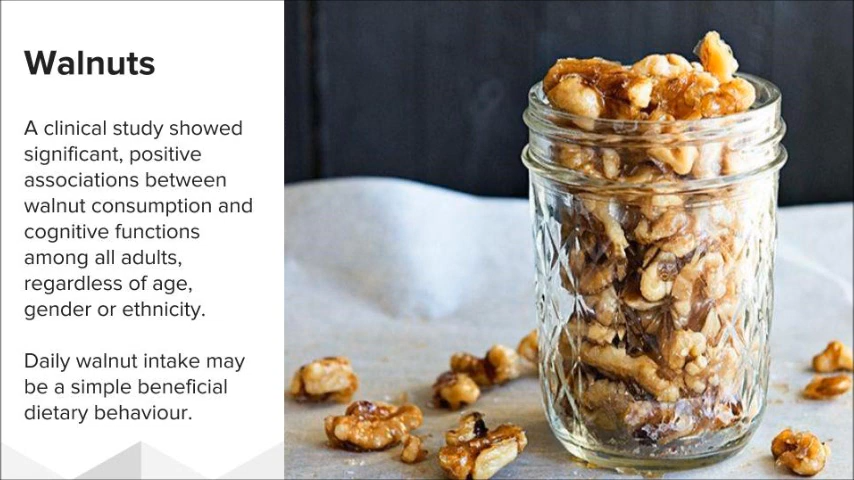 Walnuts
A clinical study showed
significant, positive
associations between
walnut consumption and
cognitive functions
among all adults,
regardless of age,
gender or ethnicity.
Daily walnut intake may
be a simple beneficial
dietary behaviour.